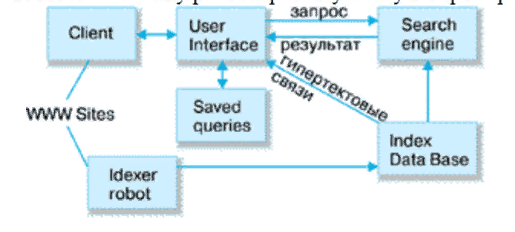 запрос
Client
User
Interface
Search
engine
результат
гипертектовые
связи
Saved
queries
WWW Sites
Index
Data Base
Idexer
robot